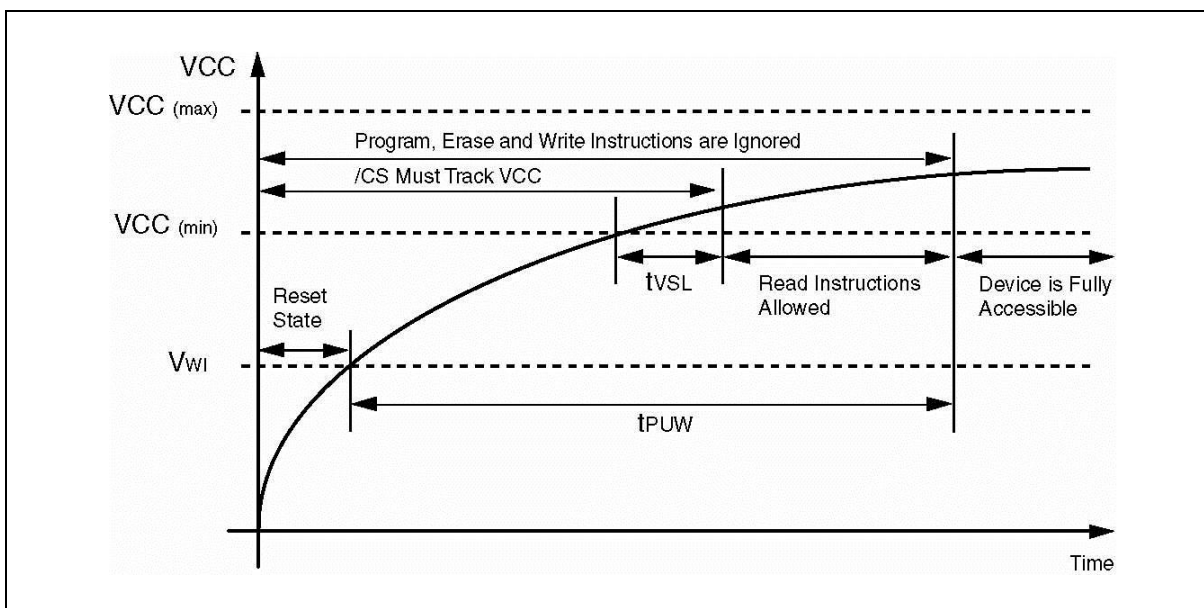 VCC
VCC (max)
Program, Erase and Write Instructions are Ignored
/CS Must Track VCC
VCC (min)
tVSL
Read Instructions
Allowed
Device is Fully
Accessible
Reset
State
VWI
tPUW
Time